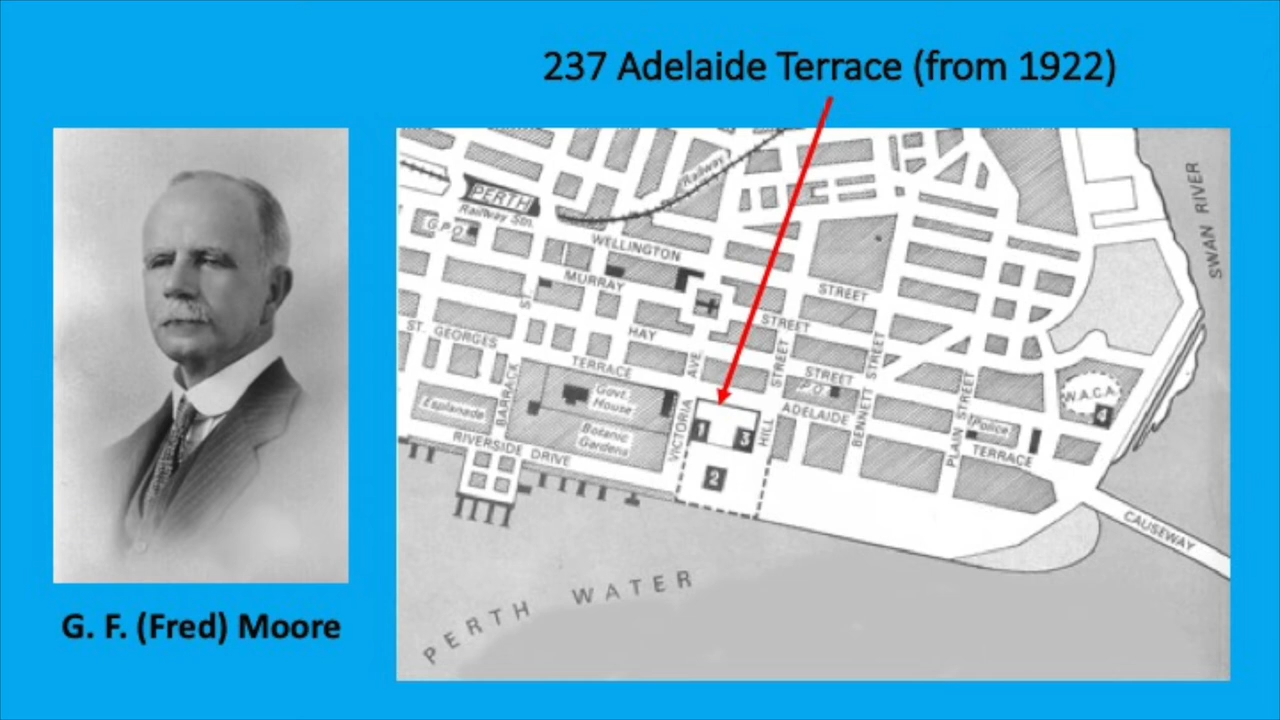 237 Adelaide Terrace (from 1922)
G. F. (Fred) Moore
PERTH
Railway Stn.
G.P.O.
Railway
SWAN RIVER
WELLINGTON
STREET
MURRAY
STREET
ST.
HAY
STREET
ST. GEORGES
TERRACE
AVE.
STREET
STREET
STREET
W.A.C.A.
4
BARRACK
Govt.
House
P.O.
ADELAIDE
Esplanade
VICTORIA
1
3
HILL
BENNETT
PLAIN
Police
TERRACE
Botanic
Gardens
RIVERSIDE DRIVE
2
CAUSEWAY
PERTH WATER